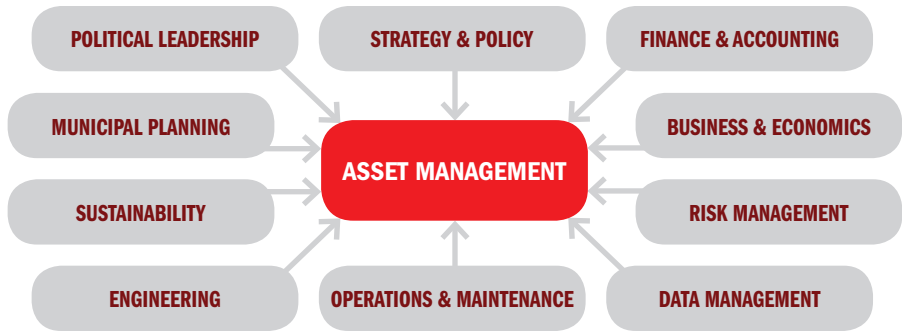 POLITICAL LEADERSHIP
STRATEGY & POLICY
FINANCE & ACCOUNTING
MUNICIPAL PLANNING
BUSINESS & ECONOMICS
ASSET MANAGEMENT
SUSTAINABILITY
RISK MANAGEMENT
ENGINEERING
OPERATIONS & MAINTENANCE
DATA MANAGEMENT